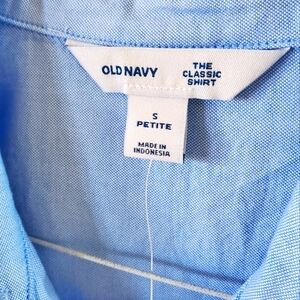 OLD NAVY
THE
CLASSIC
SHIRT
S
PETITE
MADE IN
INDONESIA